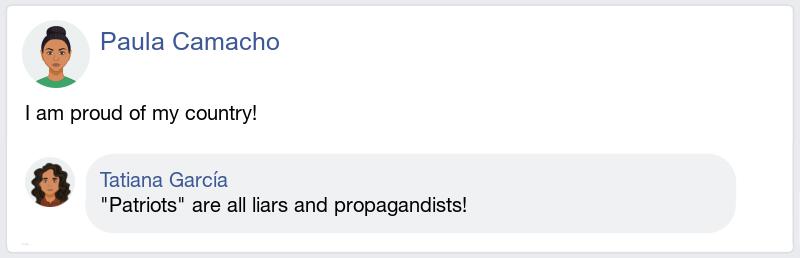 Paula Camacho
I am proud of my country!
Tatiana García
"Patriots" are all liars and propagandists!